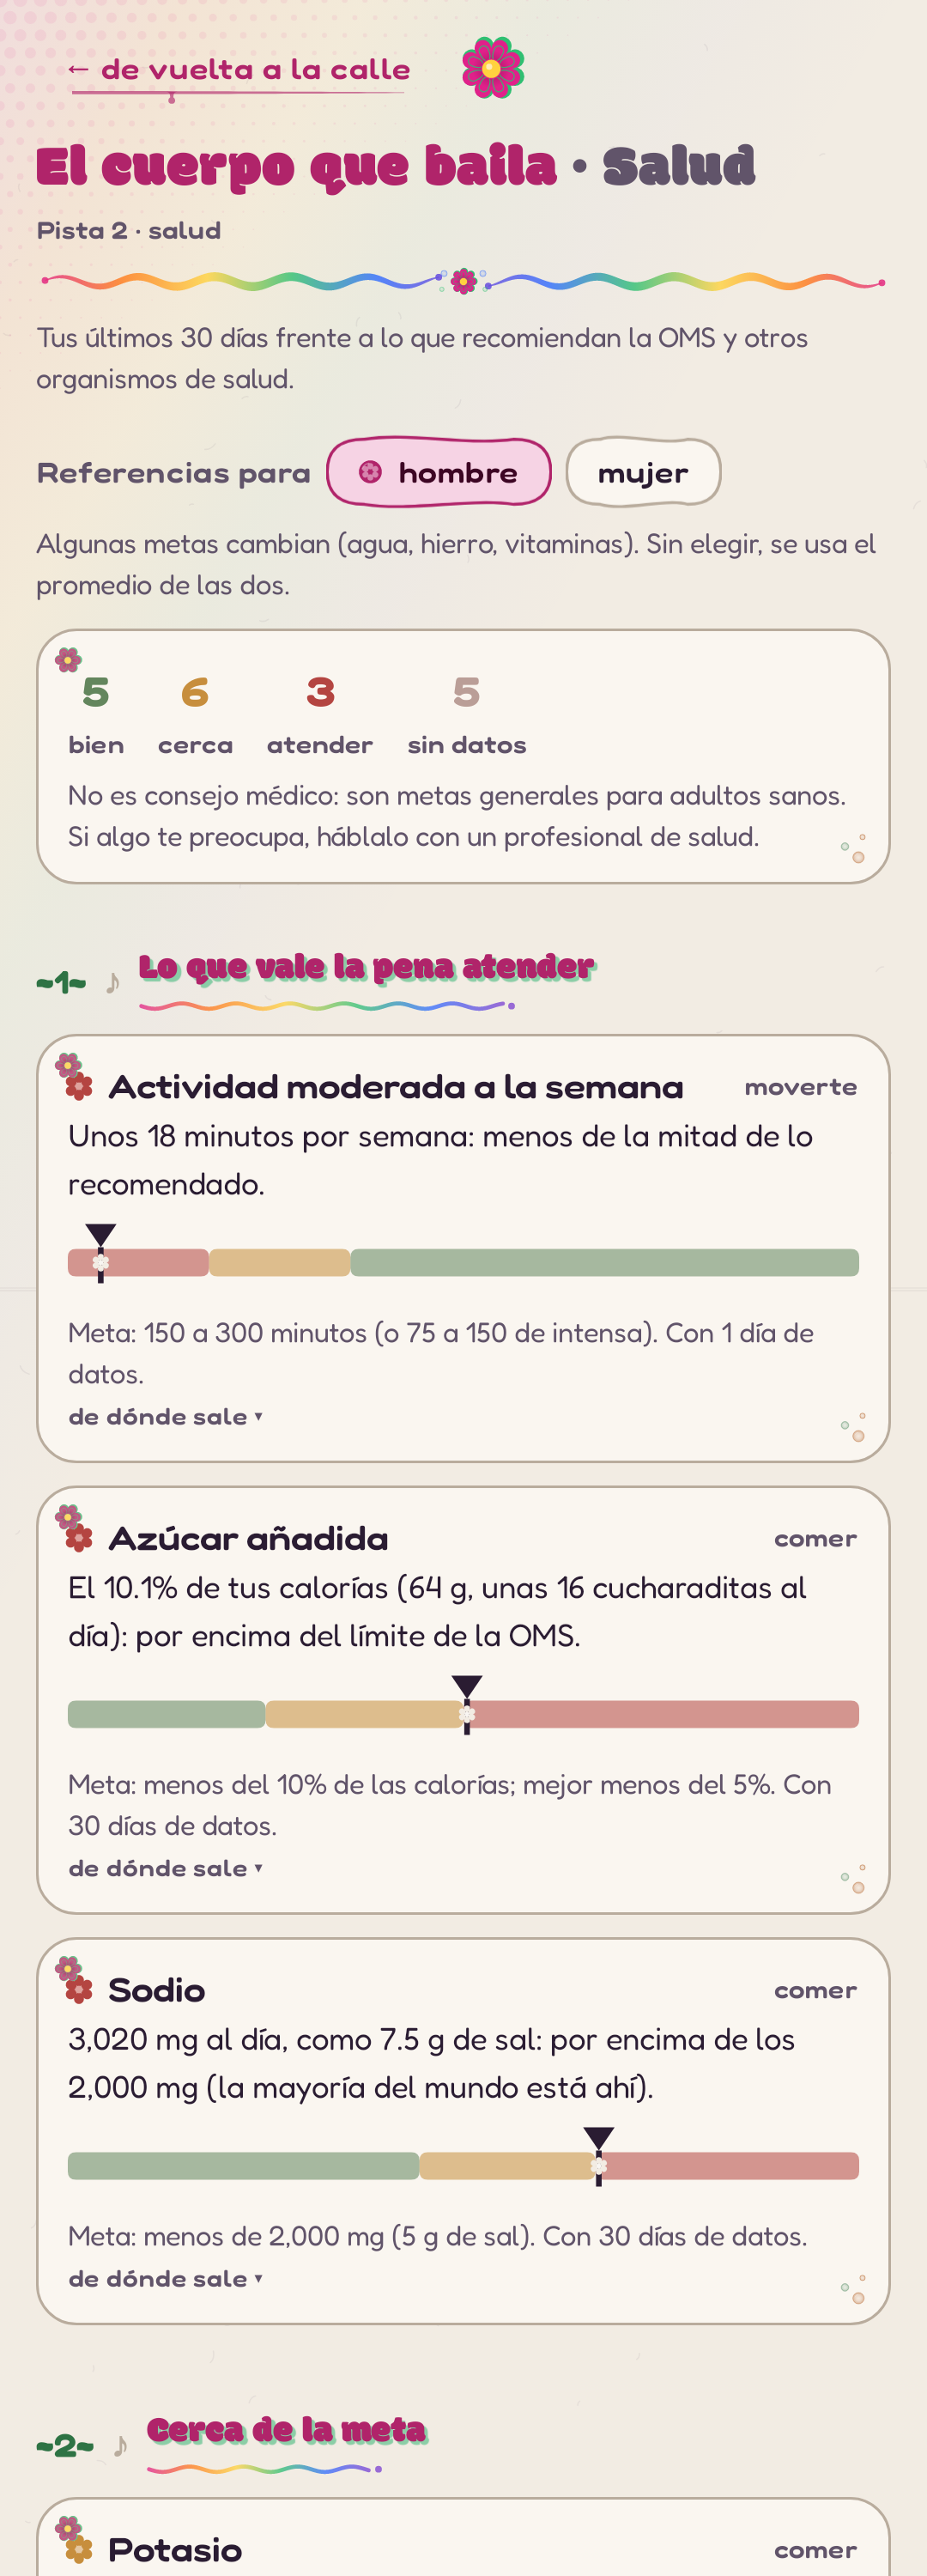 ← de vuelta a la calle
El cuerpo que baila · Salud
Pista 2 · salud
Tus últimos 30 días frente a lo que recomiendan la OMS y otros
organismos de salud.
Referencias para hombre mujer
Algunas metas cambian (agua, hierro, vitaminas). Sin elegir, se usa el
promedio de las dos.
5 6 3 5
bien cerca atender sin datos
No es consejo médico: son metas generales para adultos sanos.
Si algo te preocupa, háblalo con un profesional de salud.
~1~ ♪ Lo que vale la pena atender
Actividad moderada a la semana moverte
Unos 18 minutos por semana: menos de la mitad de lo
recomendado.
Meta: 150 a 300 minutos (o 75 a 150 de intensa). Con 1 día de
datos.
de dónde sale ▾
Azúcar añadida comer
El 10.1% de tus calorías (64 g, unas 16 cucharaditas al
día): por encima del límite de la OMS.
Meta: menos del 10% de las calorías; mejor menos del 5%. Con
30 días de datos.
de dónde sale ▾
Sodio comer
3,020 mg al día, como 7.5 g de sal: por encima de los
2,000 mg (la mayoría del mundo está ahí).
Meta: menos de 2,000 mg (5 g de sal). Con 30 días de datos.
de dónde sale ▾
~2~ ♪ Cerca de la meta
Potasio comer